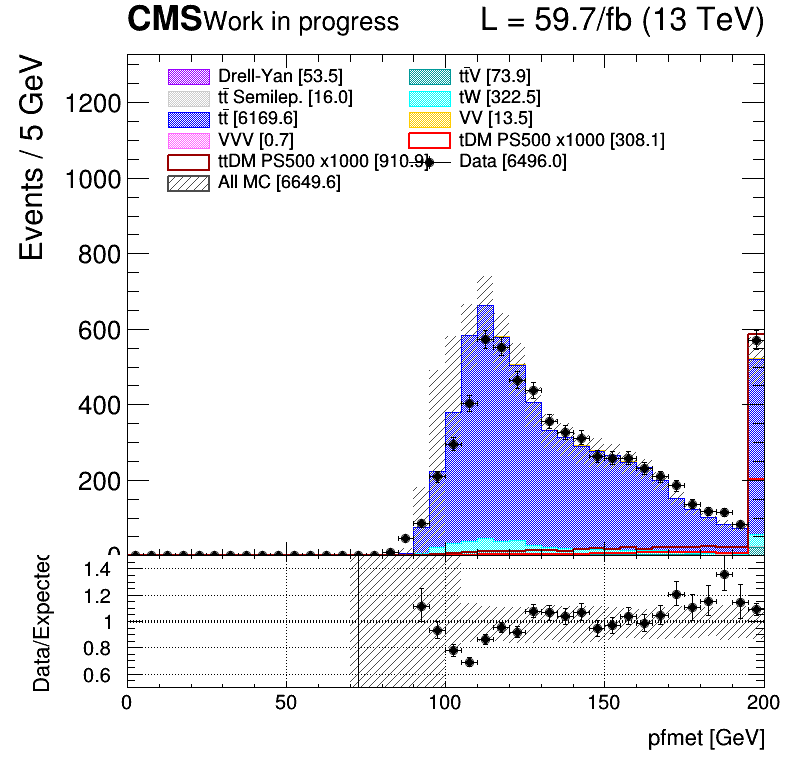 CMS Work in progress L = 59.7/fb (13 TeV)
Events / 5 GeV
Drell-Yan [53.5] tt̄V [73.9]
tt̄ Semilep. [16.0] tW [322.5]
tt̄ [6169.6] VV [13.5]
VVV [0.7] tDM PS500 x1000 [308.1]
ttDM PS500 x1000 [910.9] Data [6496.0]
All MC [6649.6]
1200
1000
800
600
400
200
0
Data/Expected
1.4
1.2
1
0.8
0.6
0 50 100 150 200
pfmet [GeV]